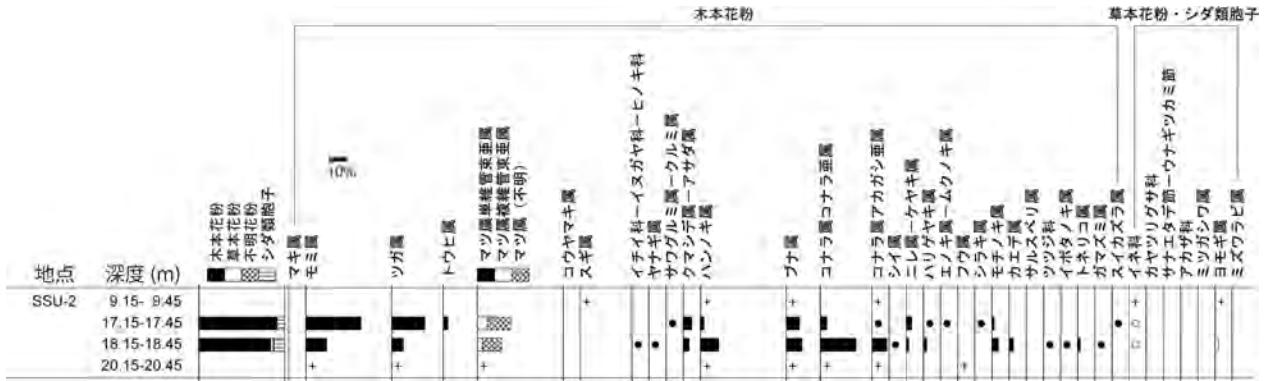 木本花粉
草本花粉・シダ類胞子
10%
木本花粉
草本花粉
不明花粉
シダ類胞子
マキ属
モミ属
ツガ属
トウヒ属
マツ属単維管束亜属
マツ属複維管束亜属
マツ属（不明）
コウヤマキ属
スギ属
イチイ科－イヌガヤ科－ヒノキ科
ヤナギ属
サワグルミ属－クルミ属
クマシデ属－アサダ属
ハンノキ属
ブナ属
コナラ属コナラ亜属
コナラ属アカガシ亜属
シイ属
ニレ属－ケヤキ属
ハリゲヤキ属
エノキ属－ムクノキ属
フウ属
シラキ属
モチノキ属
カエデ属
サルスベリ属
ツツジ科
イボタノキ属
トネリコ属
ガマズミ属
スイカズラ属
イネ科
カヤツリグサ科
サナエタデ節－ウナギツカミ節
アカザ科
ミツガシワ属
ヨモギ属
ミズワラビ属
地点 深度 (m)
SSU-2 9.15- 9.45
17.15-17.45
18.15-18.45
20.15-20.45